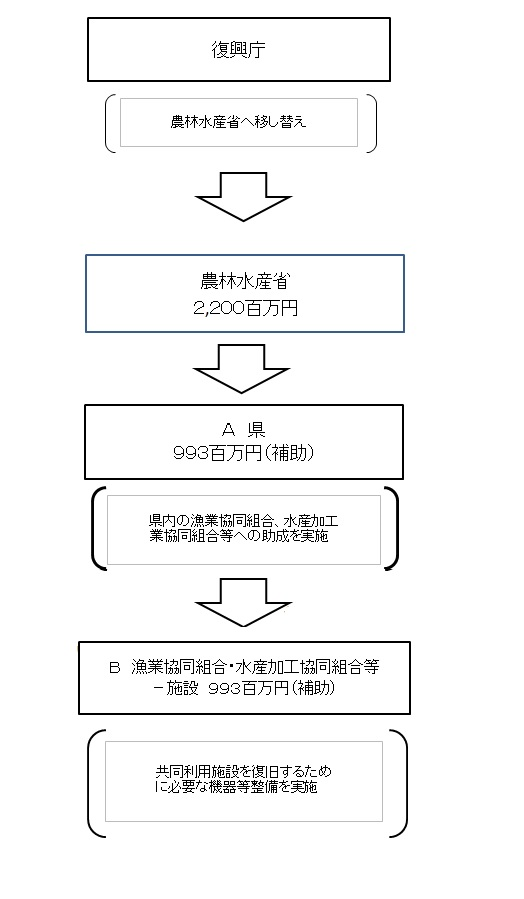 復興庁
農林水産省へ移し替え
農林水産省
2,200百万円
A　県
993百万円(補助)
県内の漁業協同組合、水産加工
業協同組合等への助成を実施
B　漁業協同組合・水産加工協同組合等
－施設　993百万円(補助)
共同利用施設を復旧するため
に必要な機器等整備を実施